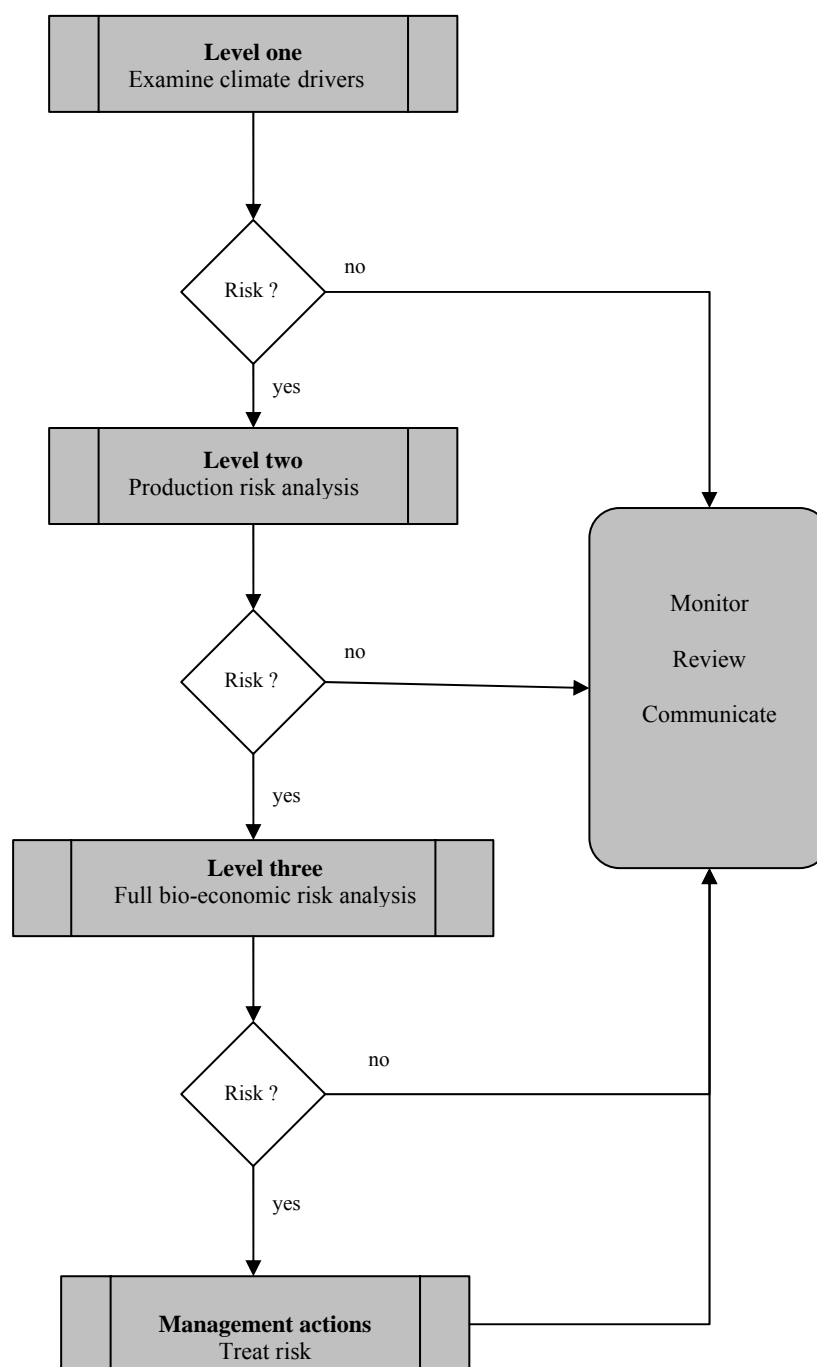 Level one
Examine climate drivers
Risk ?
no
yes
Level two
Production risk analysis
Monitor
Review
Communicate
Risk ?
no
yes
Level three
Full bio-economic risk analysis
Risk ?
no
yes
Management actions
Treat risk